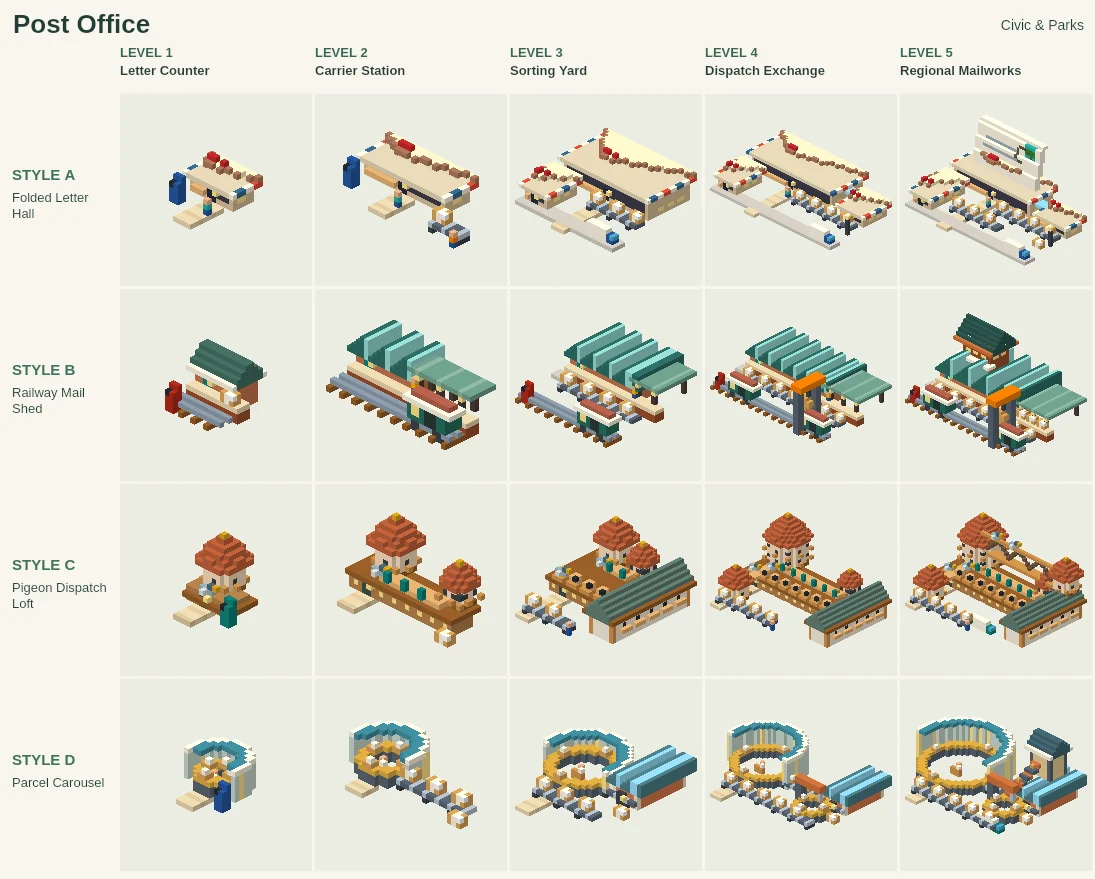 Post Office
Civic & Parks
LEVEL 1
Letter Counter
LEVEL 2
Carrier Station
LEVEL 3
Sorting Yard
LEVEL 4
Dispatch Exchange
LEVEL 5
Regional Mailworks
STYLE A
Folded Letter
Hall
STYLE B
Railway Mail
Shed
STYLE C
Pigeon Dispatch
Loft
STYLE D
Parcel Carousel